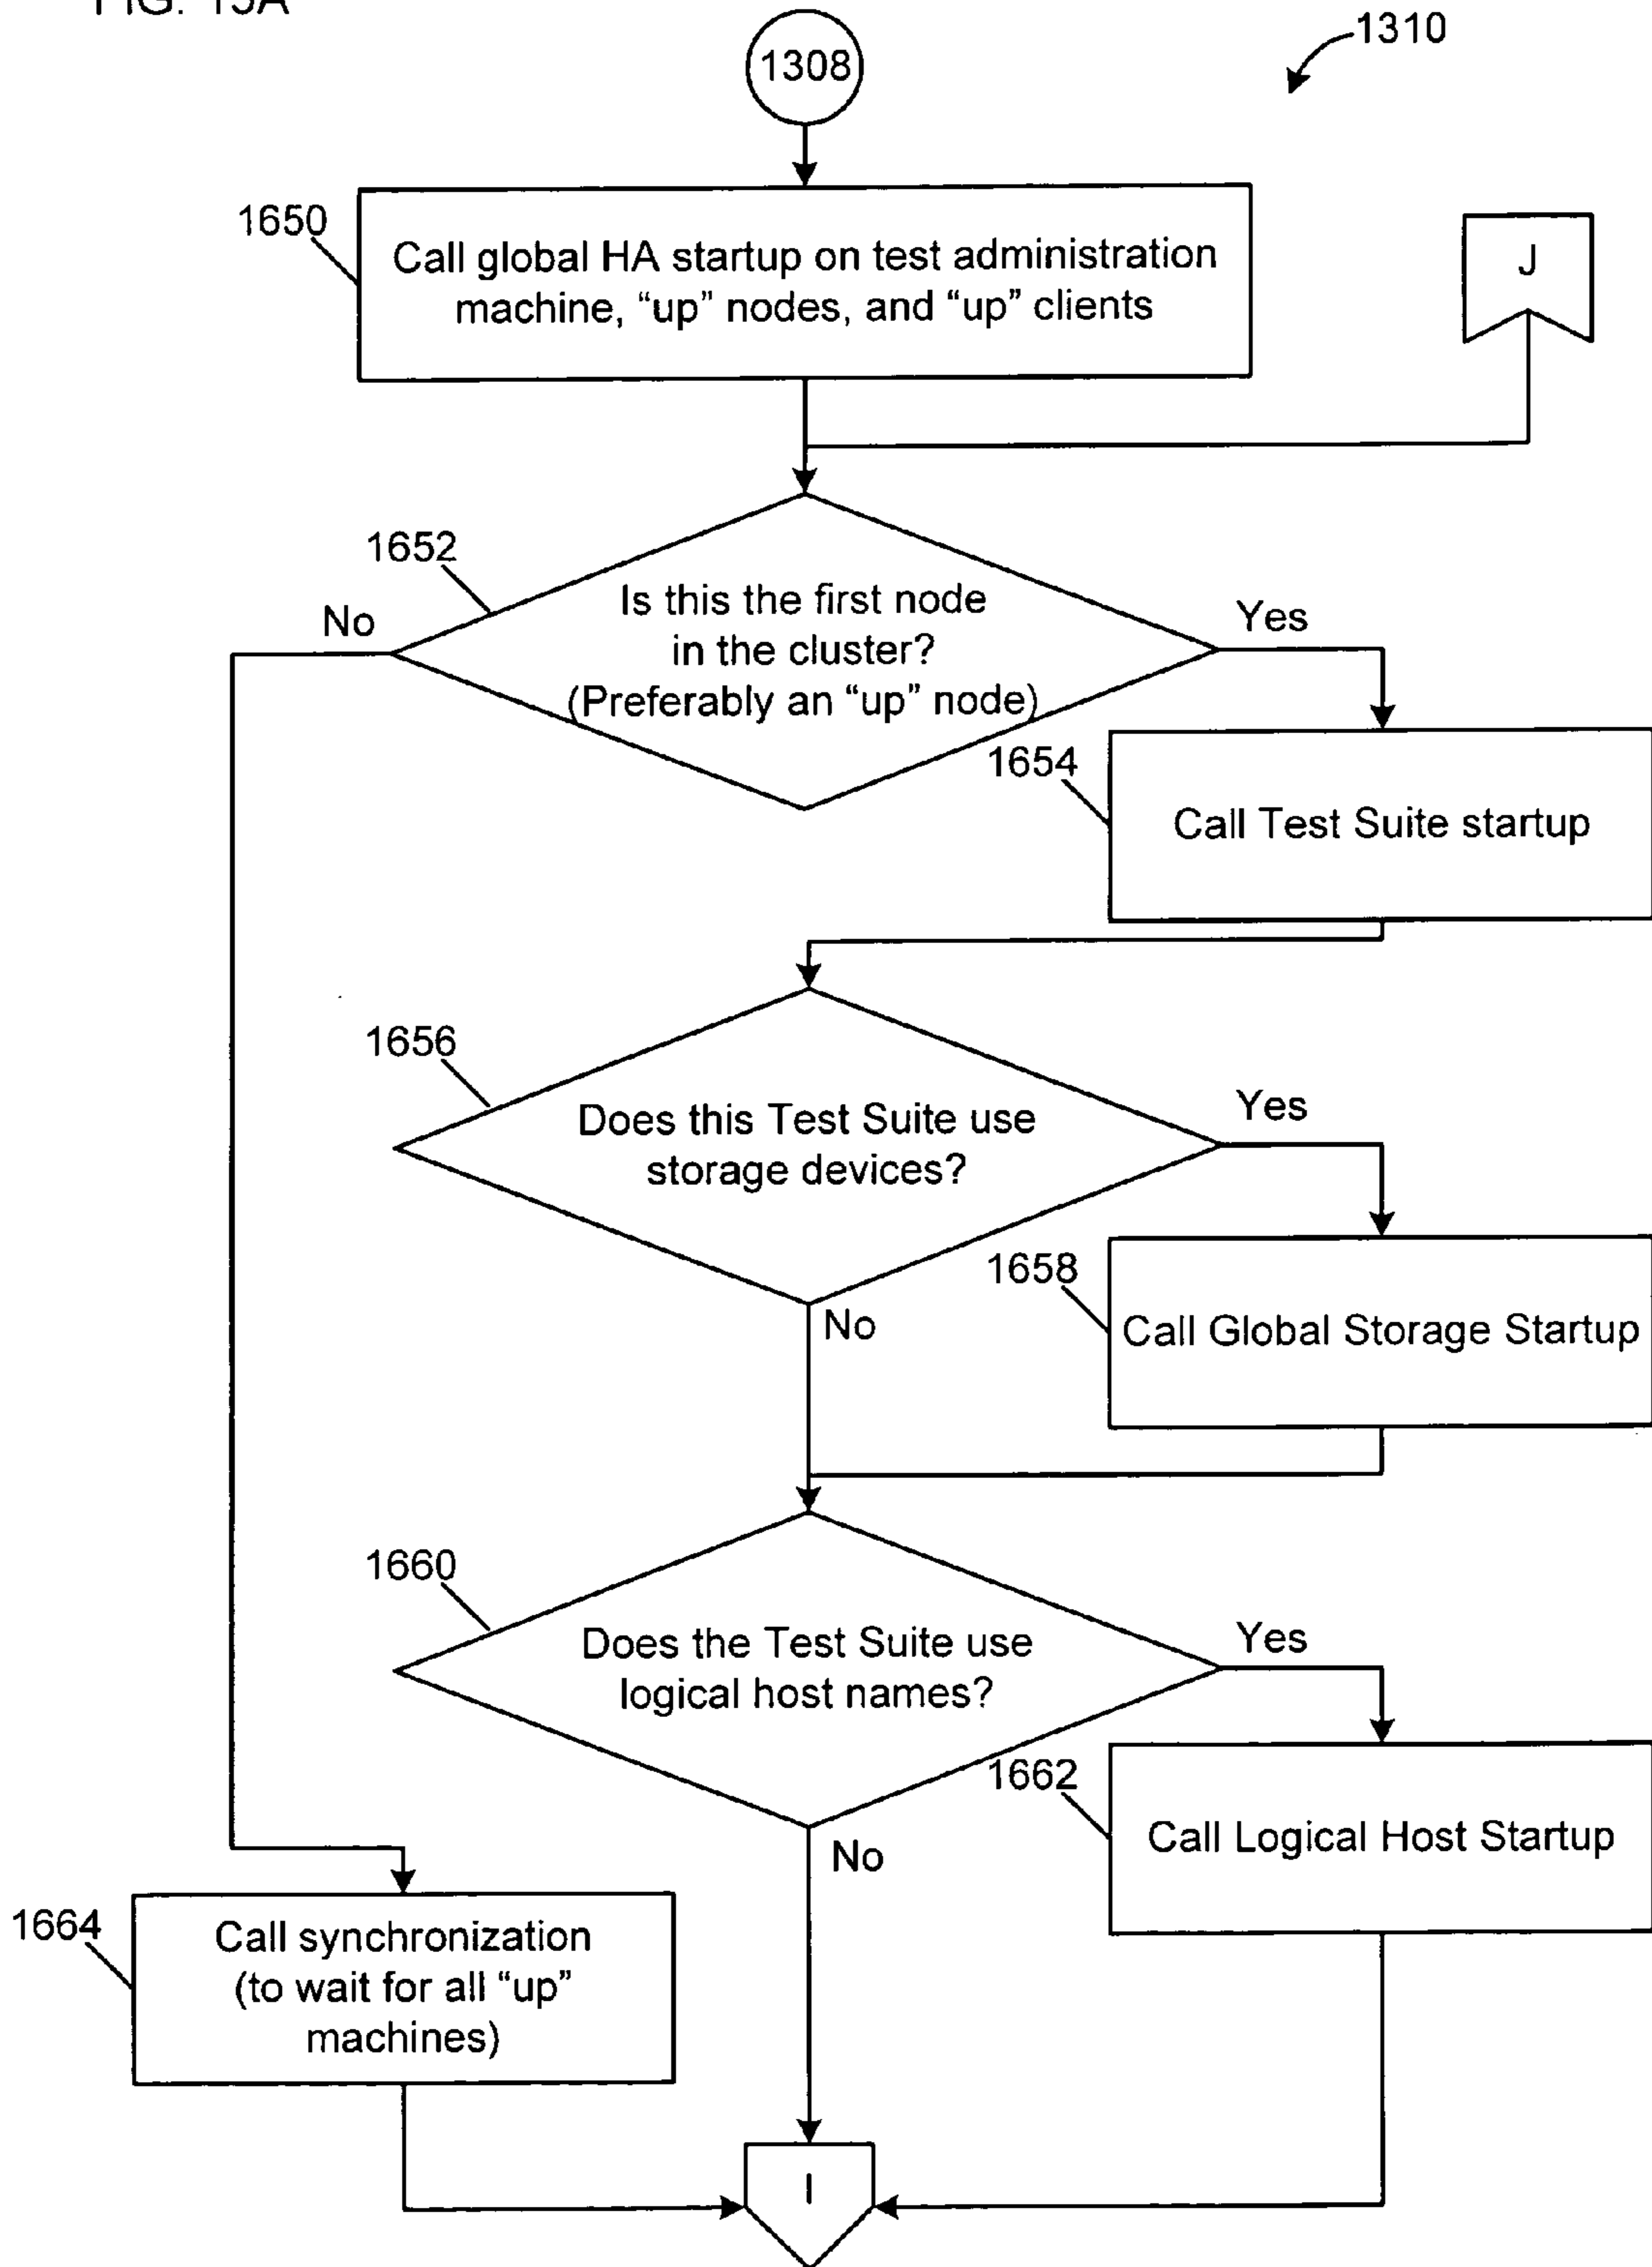 FIG. 15A
1308
1310
1650
Call global HA startup on test administration
machine, “up” nodes, and “up” clients
J
1652
Is this the first node
in the cluster?
(Preferably an “up” node)
No
Yes
1654
Call Test Suite startup
1656
Does this Test Suite use
storage devices?
Yes
No
1658
Call Global Storage Startup
1660
Does the Test Suite use
logical host names?
Yes
No
1662
Call Logical Host Startup
1664
Call synchronization
(to wait for all “up”
machines)
I